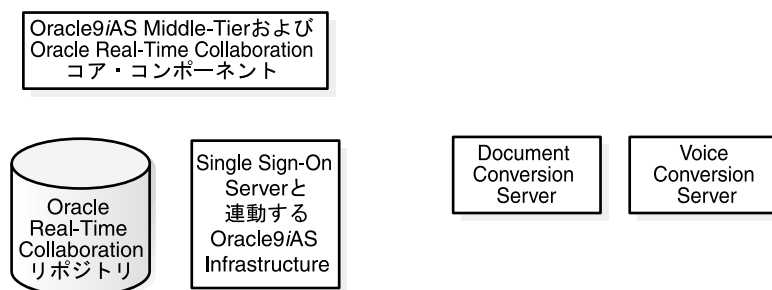 Oracle9iAS Middle-Tierおよび
Oracle Real-Time Collaboration
コア・コンポーネント
Oracle
Real-Time
Collaboration
リポジトリ
Single Sign-On
Serverと
連動する
Oracle9iAS
Infrastructure
Document
Conversion
Server
Voice
Conversion
Server